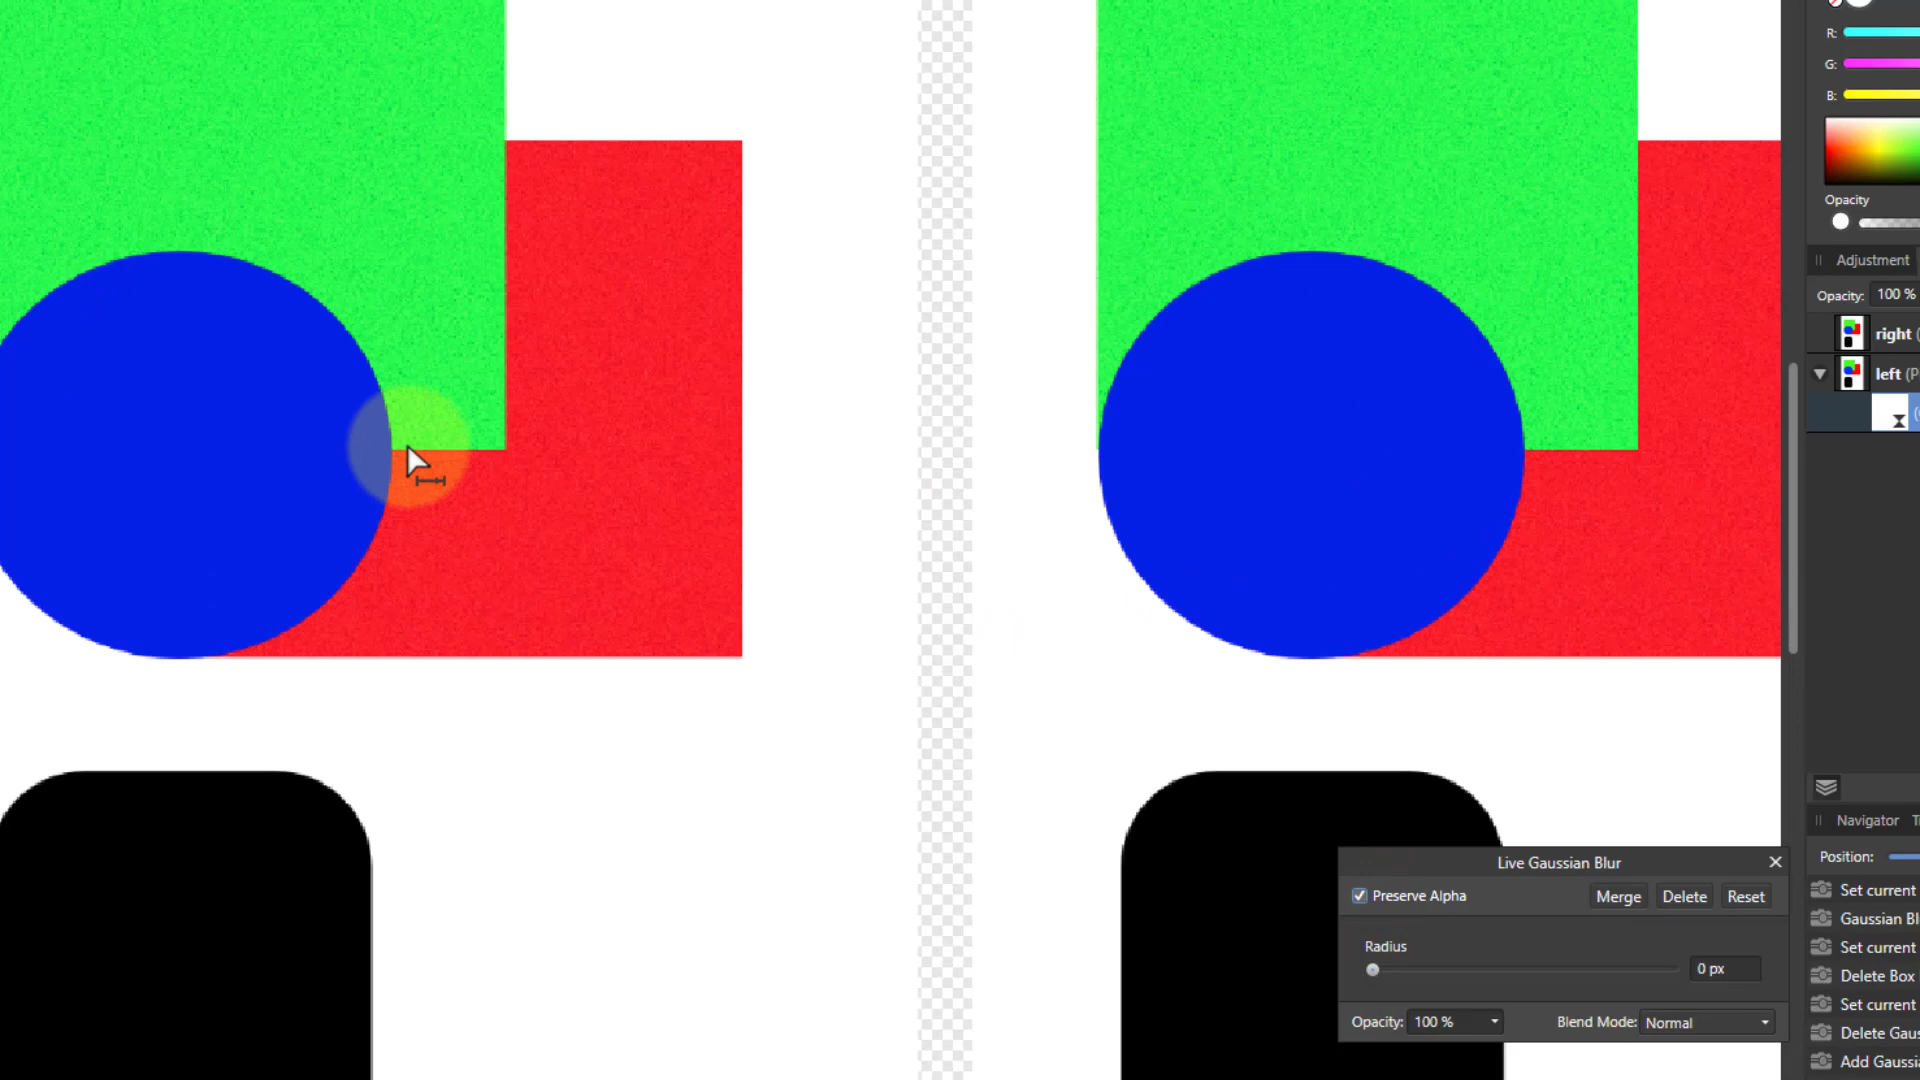 R:
G:
B:
Opacity
Adjustment
Opacity: 100 %
right (
left (P
(
Navigator T
Position:
Set current
Gaussian Bl
Set current
Delete Box
Set current
Delete Gaus
Add Gaussia
Live Gaussian Blur
Preserve Alpha Merge Delete Reset
Radius
0 px
Opacity: 100 % Blend Mode: Normal